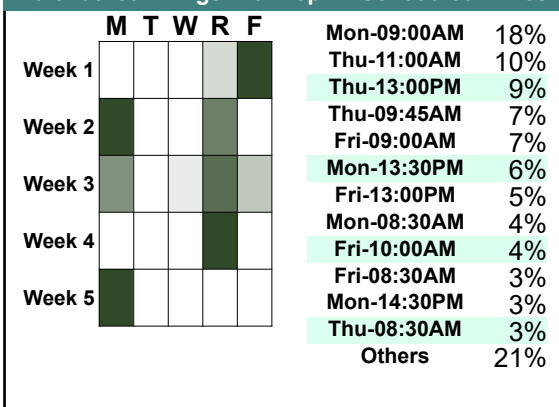 M T W R F
Week 1
Week 2
Week 3
Week 4
Week 5
Mon-09:00AM 18%
Thu-11:00AM 10%
Thu-13:00PM 9%
Thu-09:45AM 7%
Fri-09:00AM 7%
Mon-13:30PM 6%
Fri-13:00PM 5%
Mon-08:30AM 4%
Fri-10:00AM 4%
Fri-08:30AM 3%
Mon-14:30PM 3%
Thu-08:30AM 3%
Others 21%